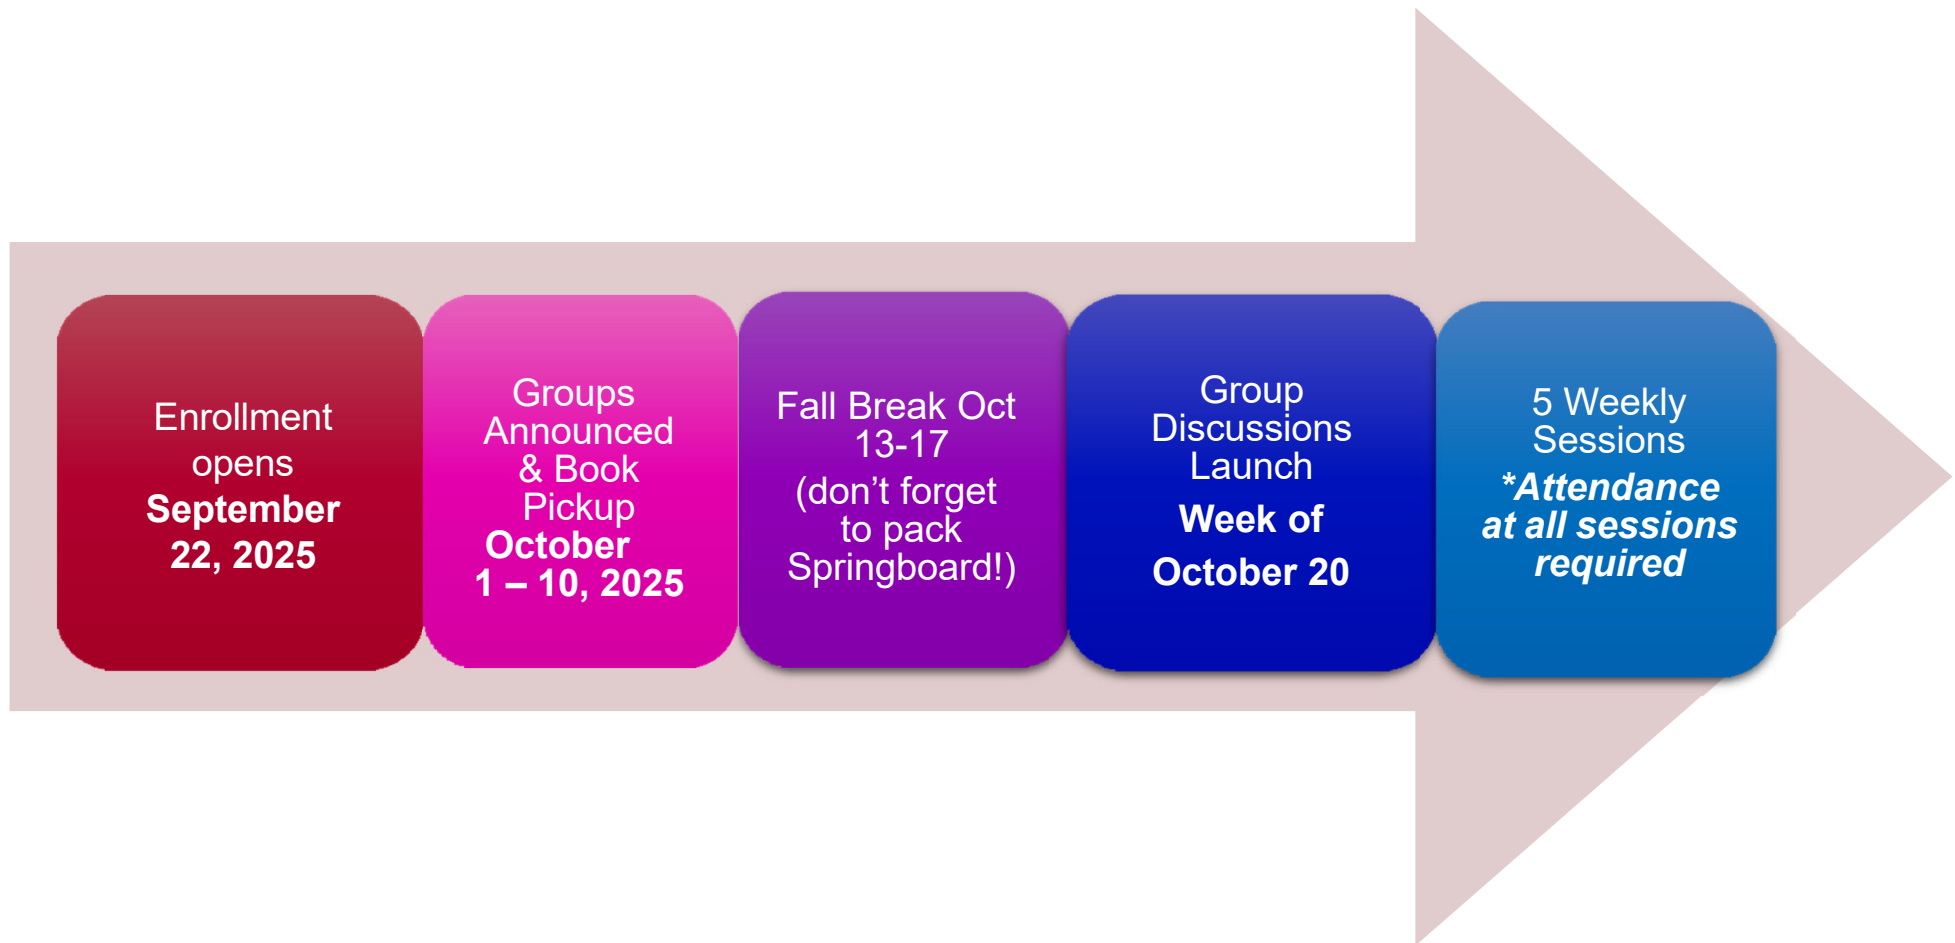 Enrollment
opens
September
22, 2025
Groups
Announced
& Book
Pickup
October
1 – 10, 2025
Fall Break Oct
13-17
(don’t forget
to pack
Springboard!)
Group
Discussions
Launch
Week of
October 20
5 Weekly
Sessions
*Attendance
at all sessions
required